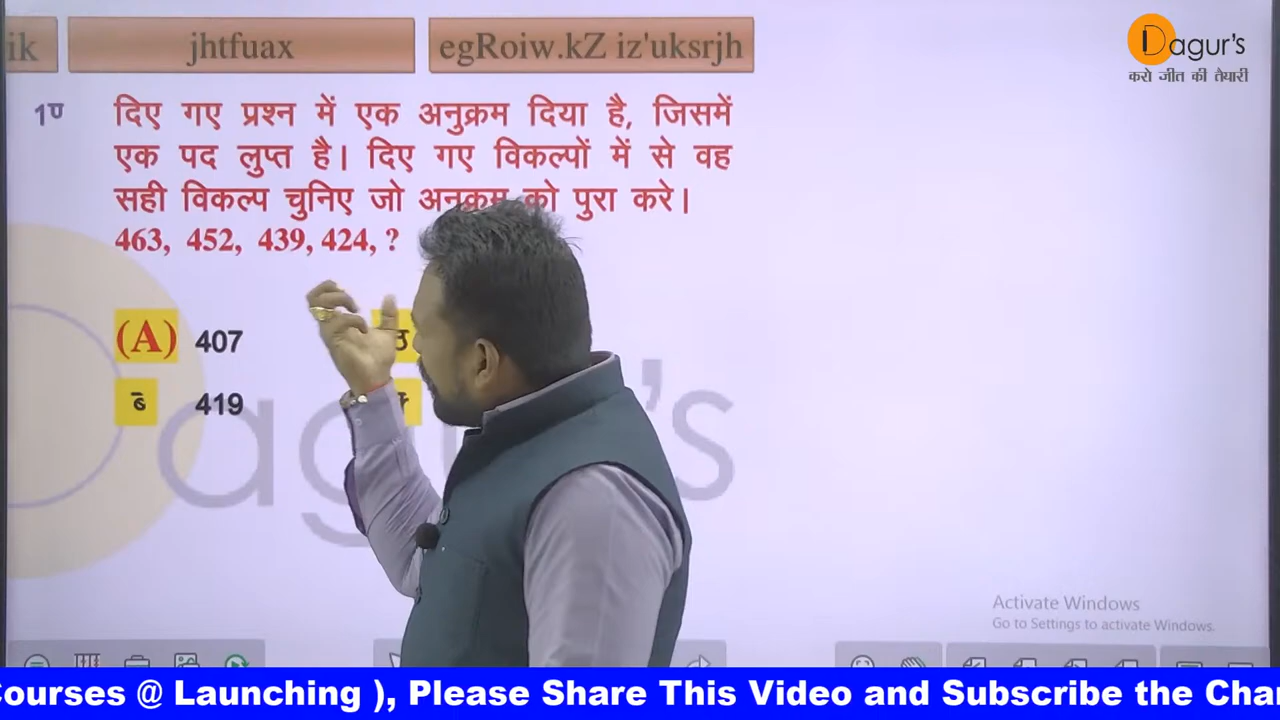 ik jhtfuax egRoiw.kZ iz'uksrjh
Dagur's
करो जीत की तैयारी
1ण दिए गए प्रश्न में एक अनुक्रम दिया है, जिसमें
एक पद लुप्त है। दिए गए विकल्पों में से वह
सही विकल्प चुनिए जो अनुक्रम को पुरा करे।
463, 452, 439, 424, ?
(A) 407
419
Dagur's
Activate Windows
Go to Settings to activate Windows.
Courses @ Launching ), Please Share This Video and Subscribe the Cha